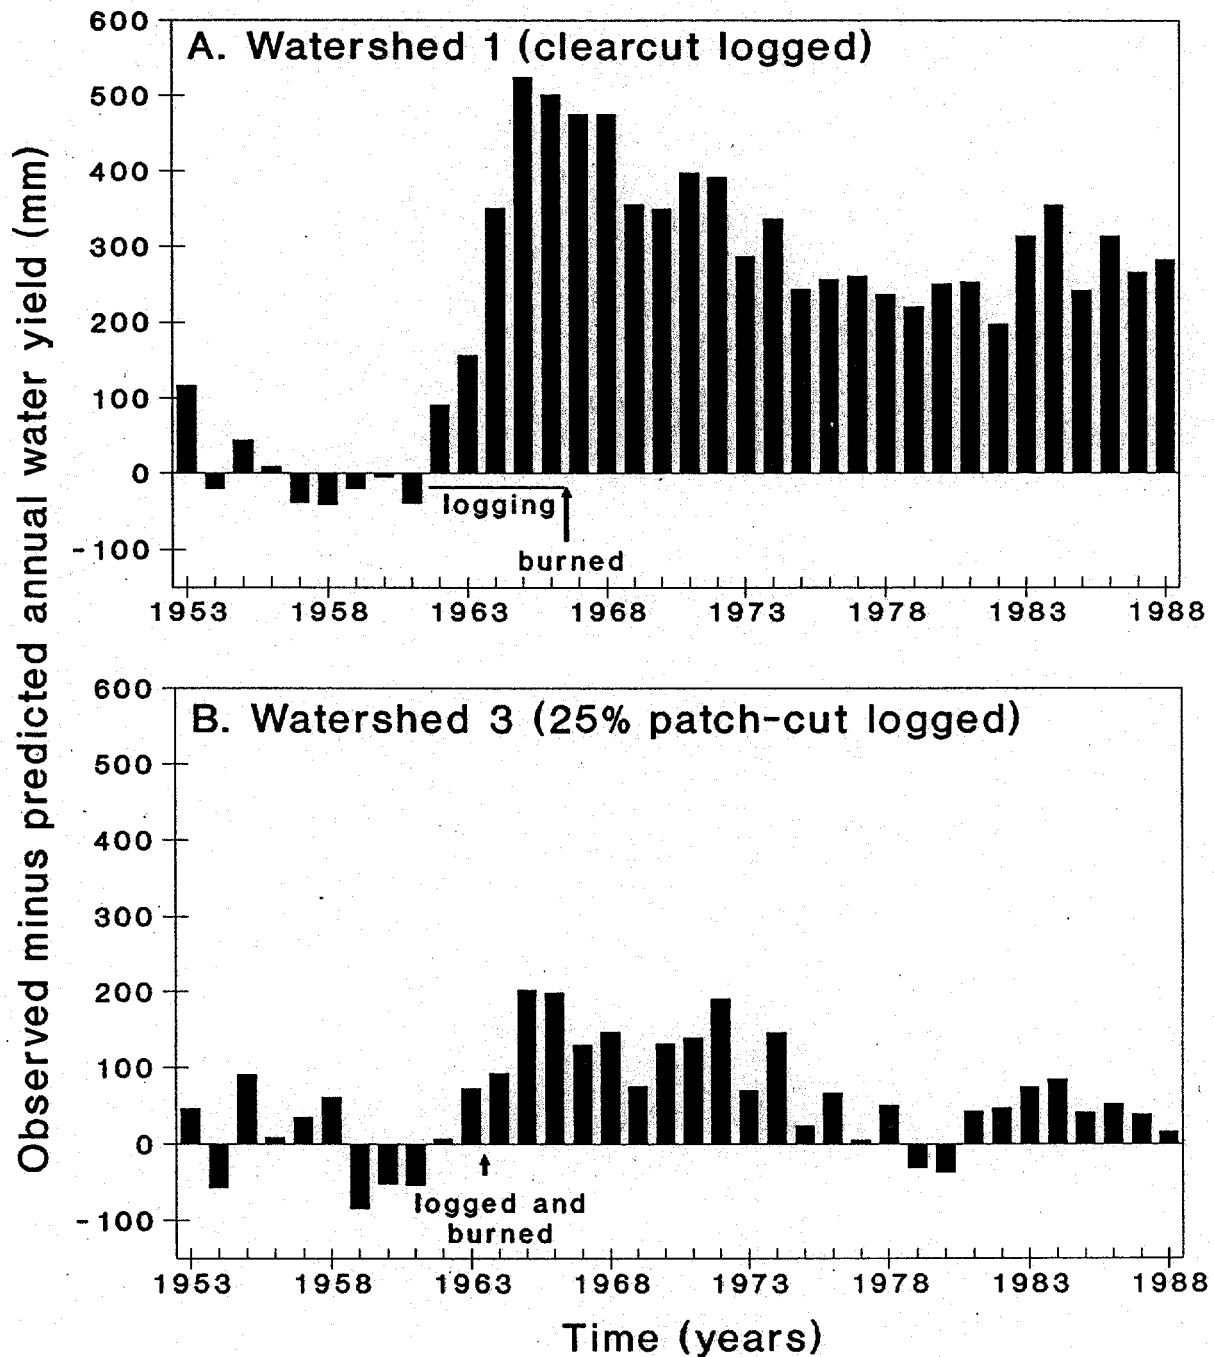 Observed minus predicted annual water yield (mm)
A. Watershed 1 (clearcut logged)
600
500
400
300
200
100
0
-100
logging
burned
1953 1958 1963 1968 1973 1978 1983 1988
B. Watershed 3 (25% patch-cut logged)
600
500
400
300
200
100
0
-100
logged and
burned
1953 1958 1963 1968 1973 1978 1983 1988
Time (years)